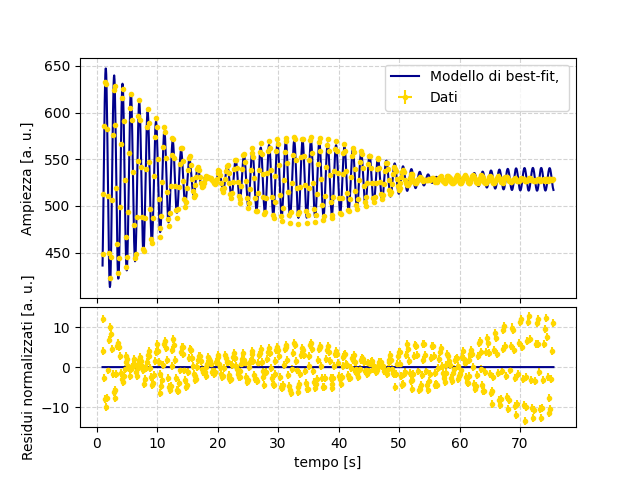 650
600
550
500
450
Ampiezza [a. u.]
Modello di best-fit,
Dati
10
0
−10
Residui normalizzati [a. u.]
0 10 20 30 40 50 60 70
tempo [s]